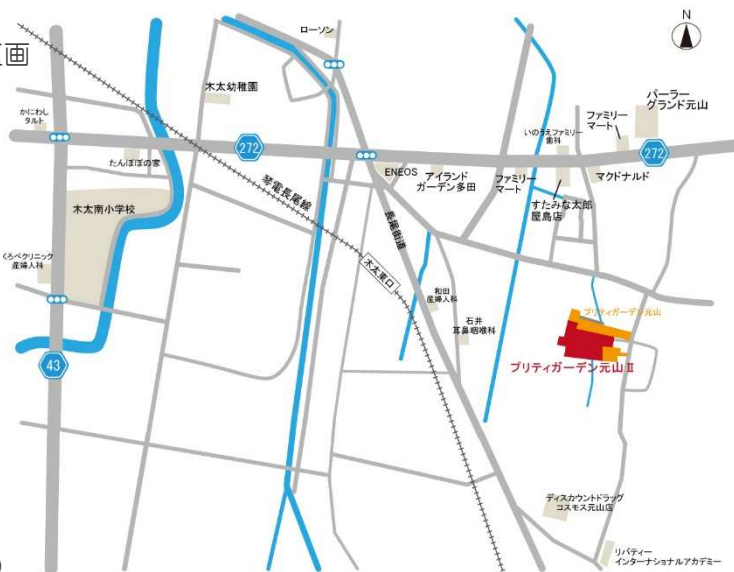 画
N
ローソン
木太幼稚園
パーラー
グランド元山
ファミリー
マート
かにわし
タルト
いのうえファミリー
歯科
272
272
たんぽぽの家
ENEOS
アイランド
ガーデン多田
ファミリー
マート
マクドナルド
すたみな太郎
屋島店
琴電長尾線
木太南小学校
長尾街道
くろべクリニック
産婦人科
木太東口
和田
産婦人科
石井
耳鼻咽喉科
プリティガーデン元山
プリティガーデン元山Ⅱ
43
ディスカウントドラッグ
コスモス元山店
リバティー
インターナショナルアカデミー